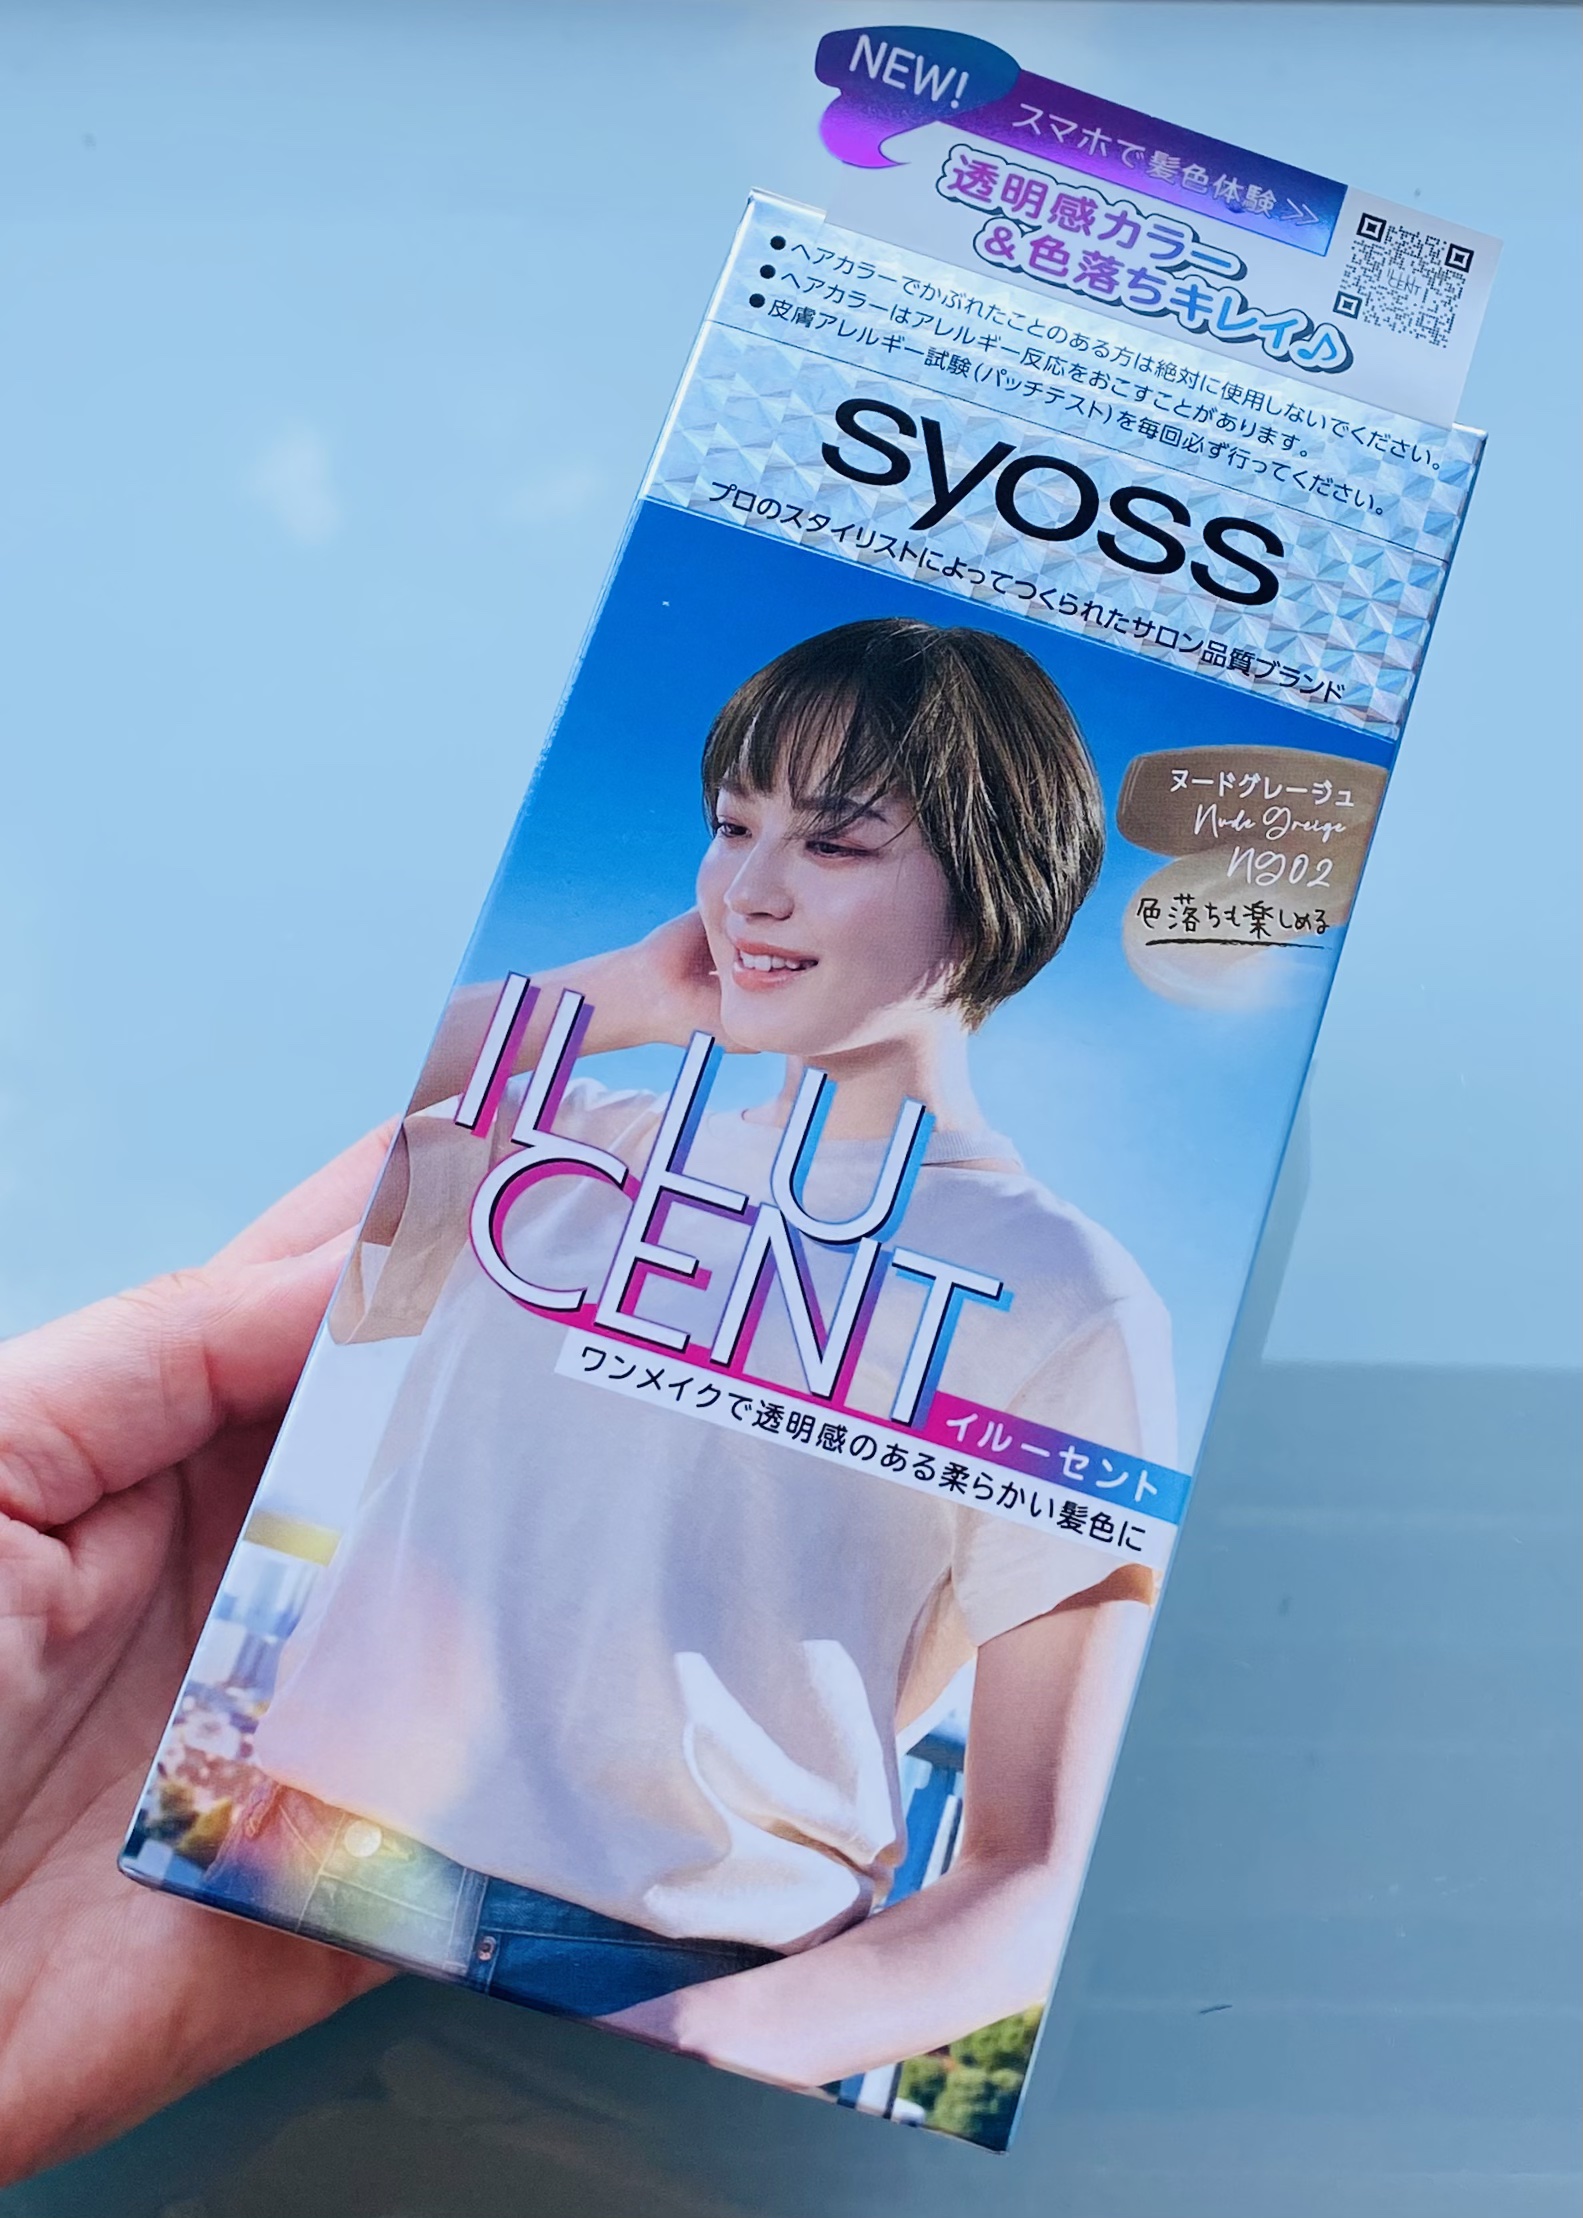 NEW!
スマホで髪色体験 >>
透明感カラー
&色落ちキレイ♪
●ヘアカラーでかぶれたことのある方は絶対に使用しないでください。
●ヘアカラーはアレルギー反応をおこすことがあります。
●皮膚アレルギー試験(パッチテスト)を毎回必ず行ってください。
syoss
プロのスタイリストによってつくられたサロン品質ブランド
ヌードグレージュ
Nude Greige
NG02
色落ちも楽しめる
ILLU
CENT
イルーセント
ワンメイクで透明感のある柔らかい髪色に